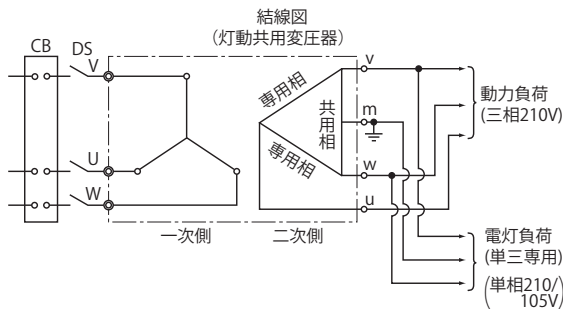 結線図
(灯動共用変圧器)
CB
DS
V
U
W
専用相
共用相
専用相
v
m
w
u
一次側
二次側
動力負荷
(三相210V)
電灯負荷
(単三専用)
(単相210/
105V)